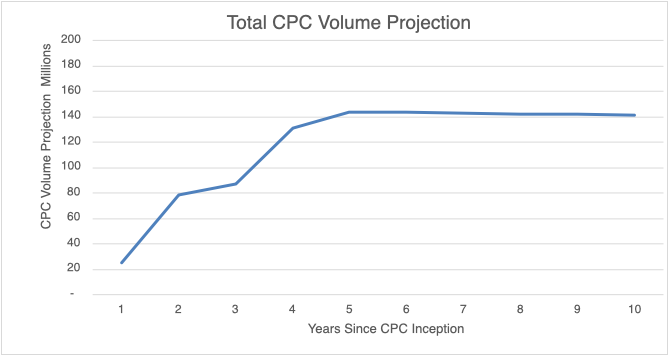 Total CPC Volume Projection
CPC Volume Projection Millions
200
180
160
140
120
100
80
60
40
20
-
1 2 3 4 5 6 7 8 9 10
Years Since CPC Inception